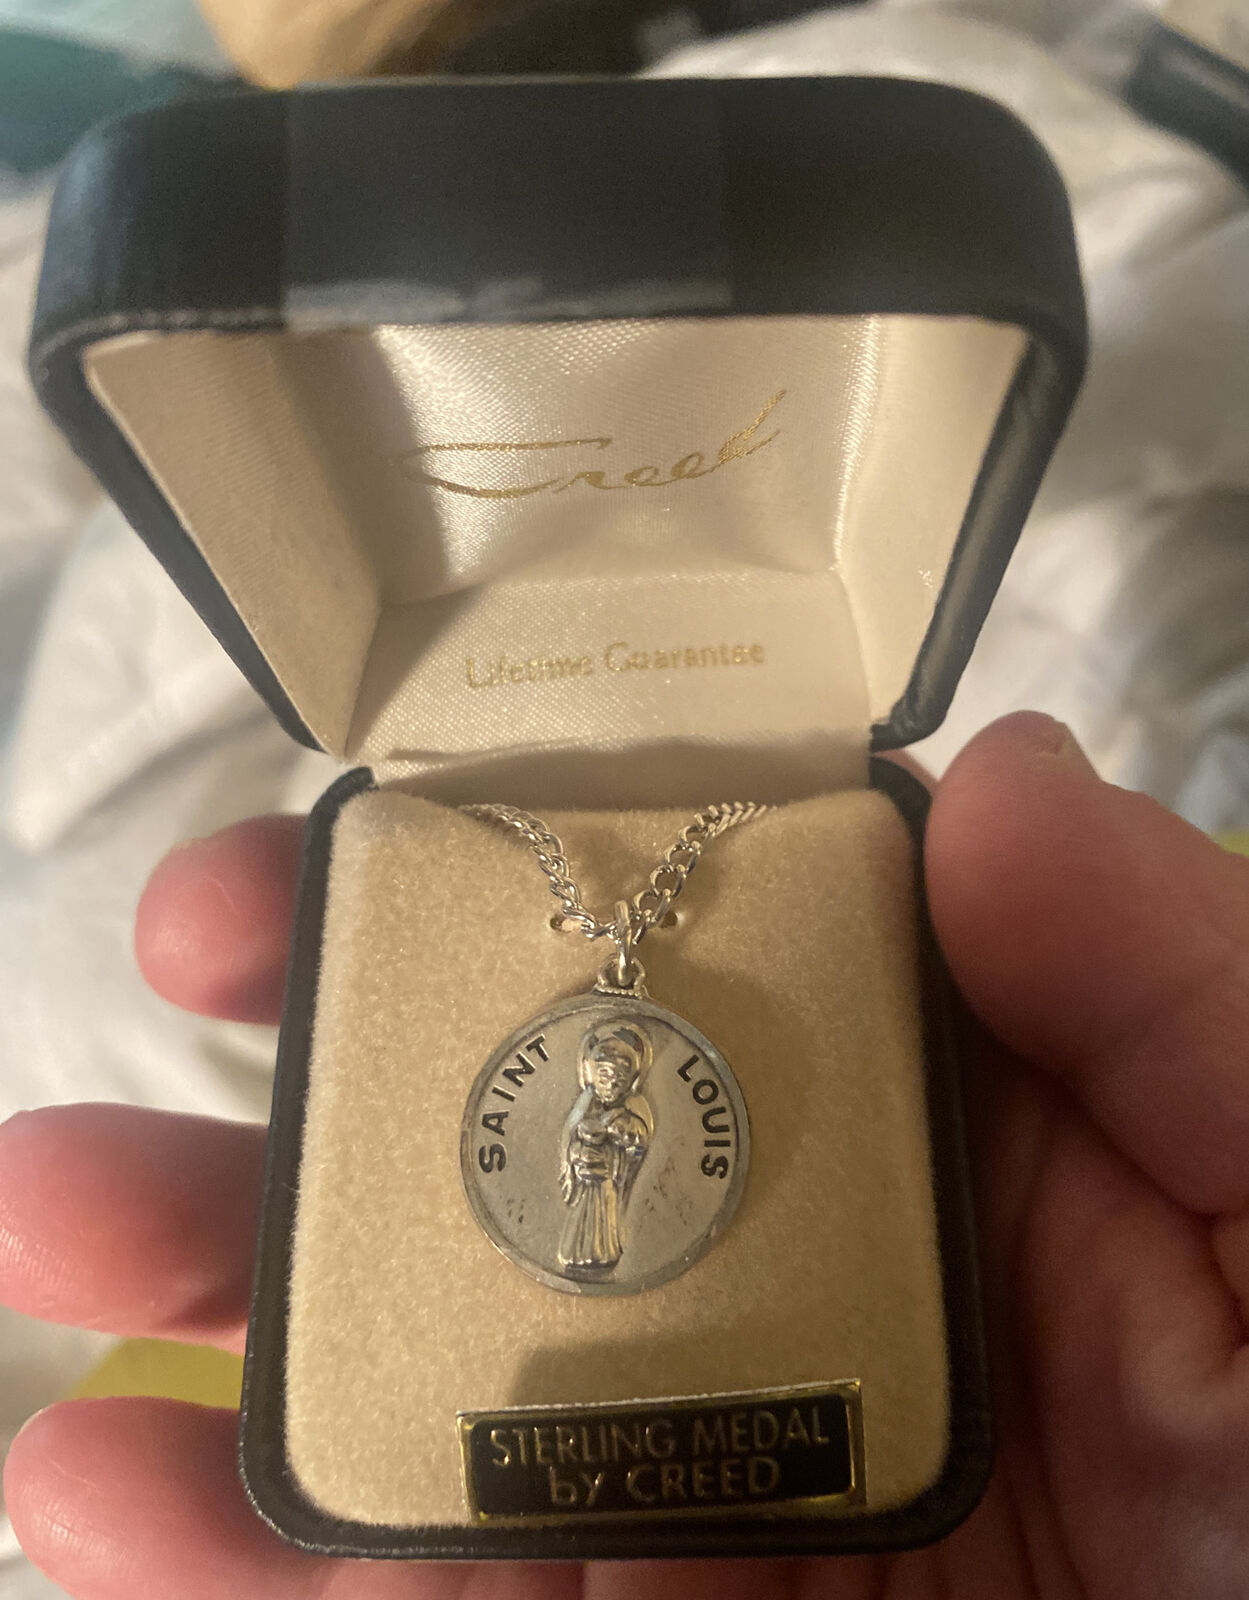 Creed
Lifetime Guarantee
SAINT LOUIS
STERLING MEDAL
by CREED